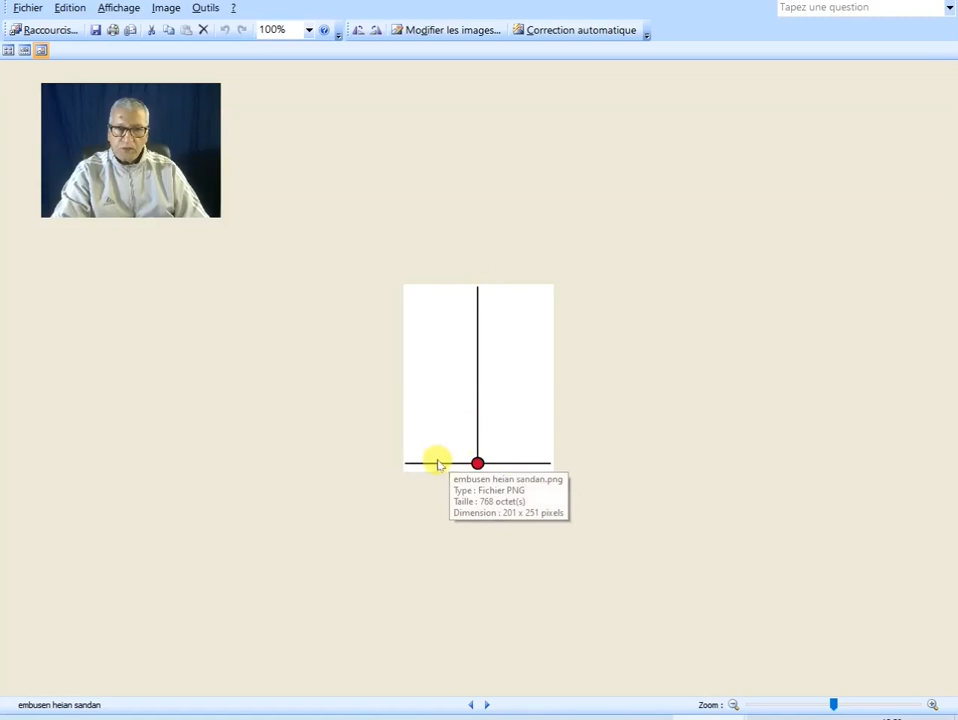 Fichier Edition Affichage Image Outils ?
Tapez une question
Raccourcis... 100% Modifier les images... Correction automatique
embusen heian sandan.png
Type : Fichier PNG
Taille : 768 octet(s)
Dimension : 201 x 251 pixels
embusen heian sandan
Zoom :